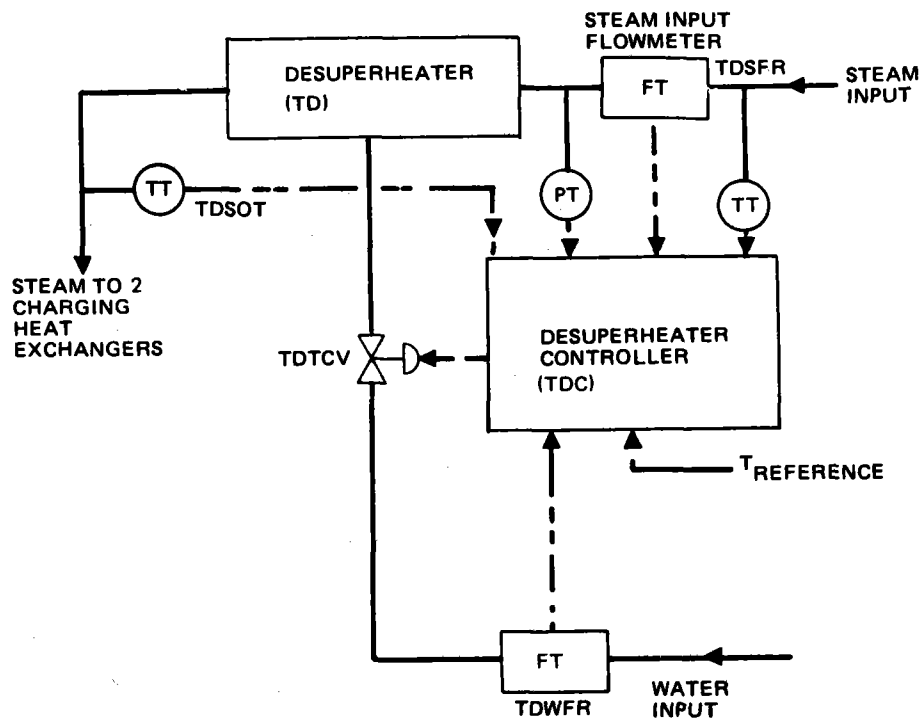 STEAM INPUT
FLOWMETER
DESUPERHEATER
(TD)
FT
TDSFR
STEAM
INPUT
TT
TDSOT
PT
TT
STEAM TO 2
CHARGING
HEAT
EXCHANGERS
TDTCV
DESUPERHEATER
CONTROLLER
(TDC)
TREFERENCE
FT
TDWFR
WATER
INPUT